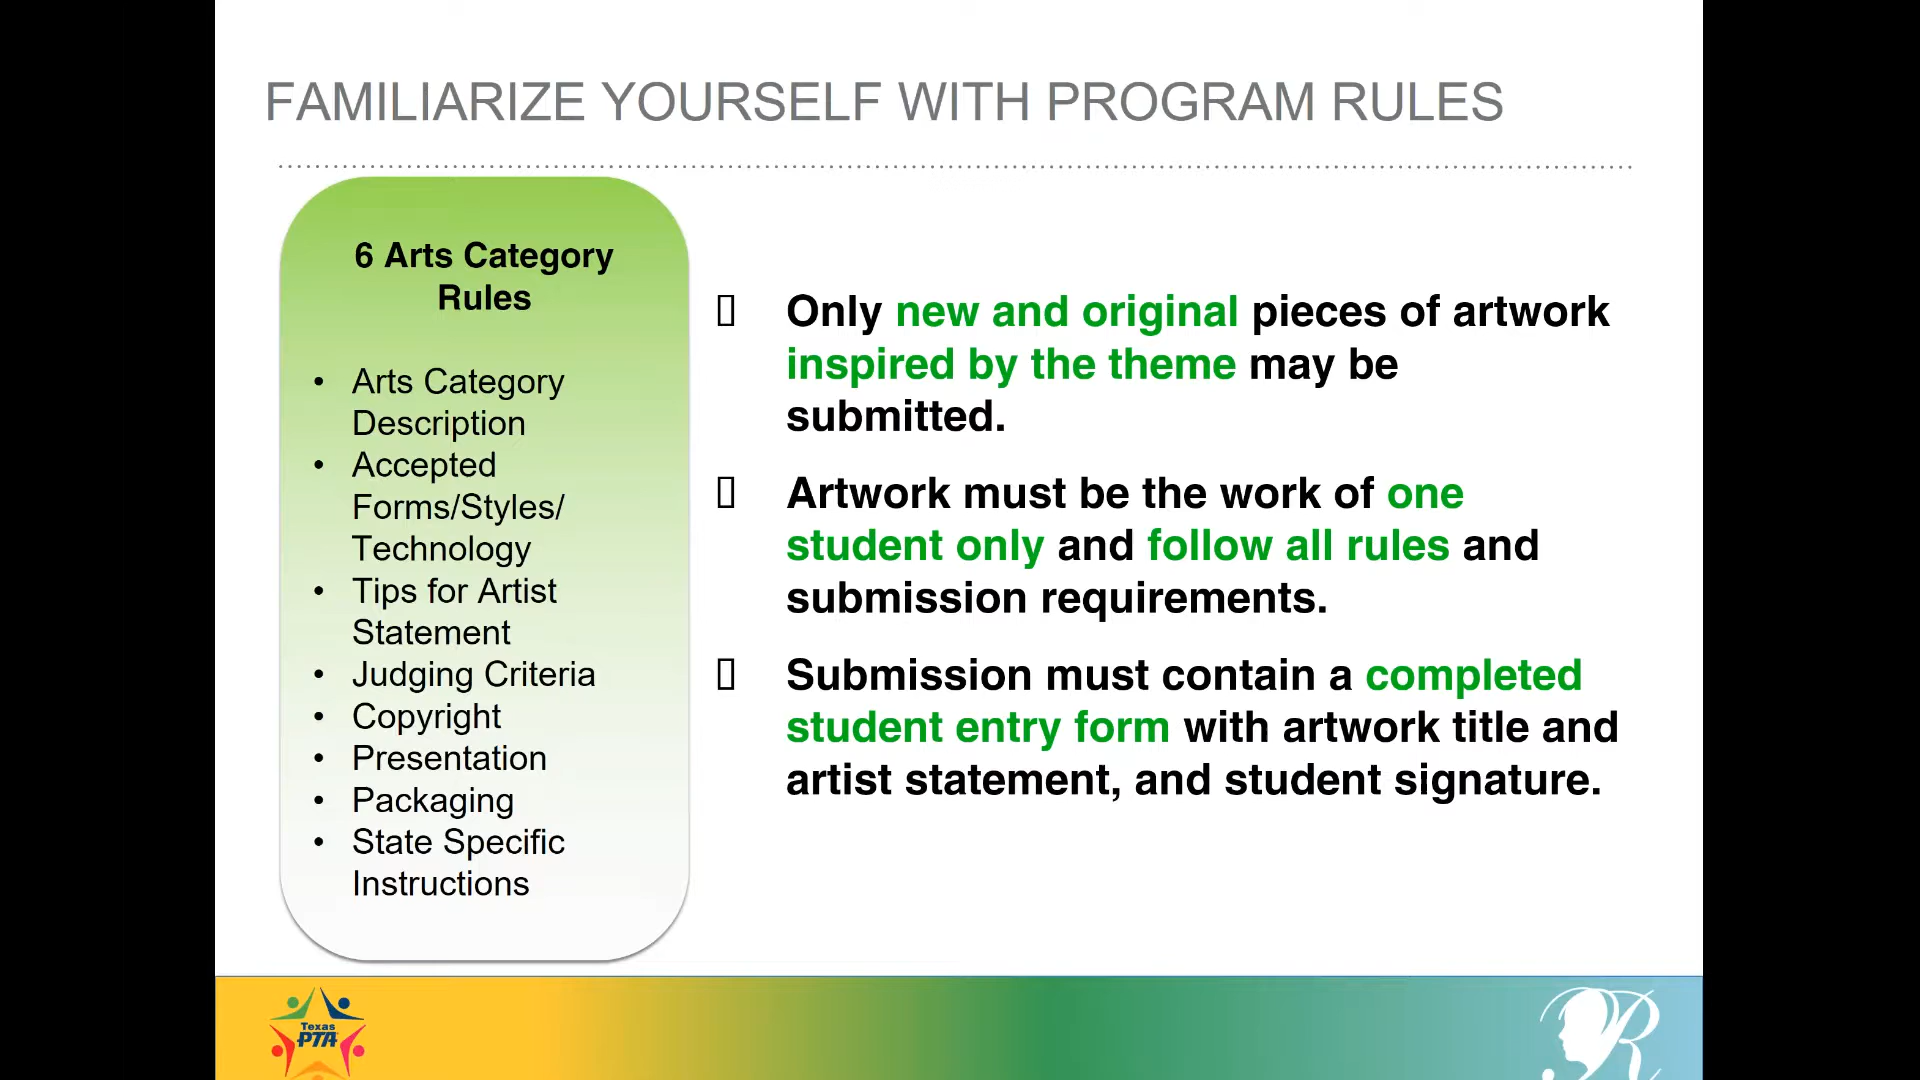 FAMILIARIZE YOURSELF WITH PROGRAM RULES
6 Arts Category
Rules
• Arts Category
Description
• Accepted
Forms/Styles/
Technology
• Tips for Artist
Statement
• Judging Criteria
• Copyright
• Presentation
• Packaging
• State Specific
Instructions
Only new and original pieces of artwork
inspired by the theme may be
submitted.
Artwork must be the work of one
student only and follow all rules and
submission requirements.
Submission must contain a completed
student entry form with artwork title and
artist statement, and student signature.
Texas
PTA
R